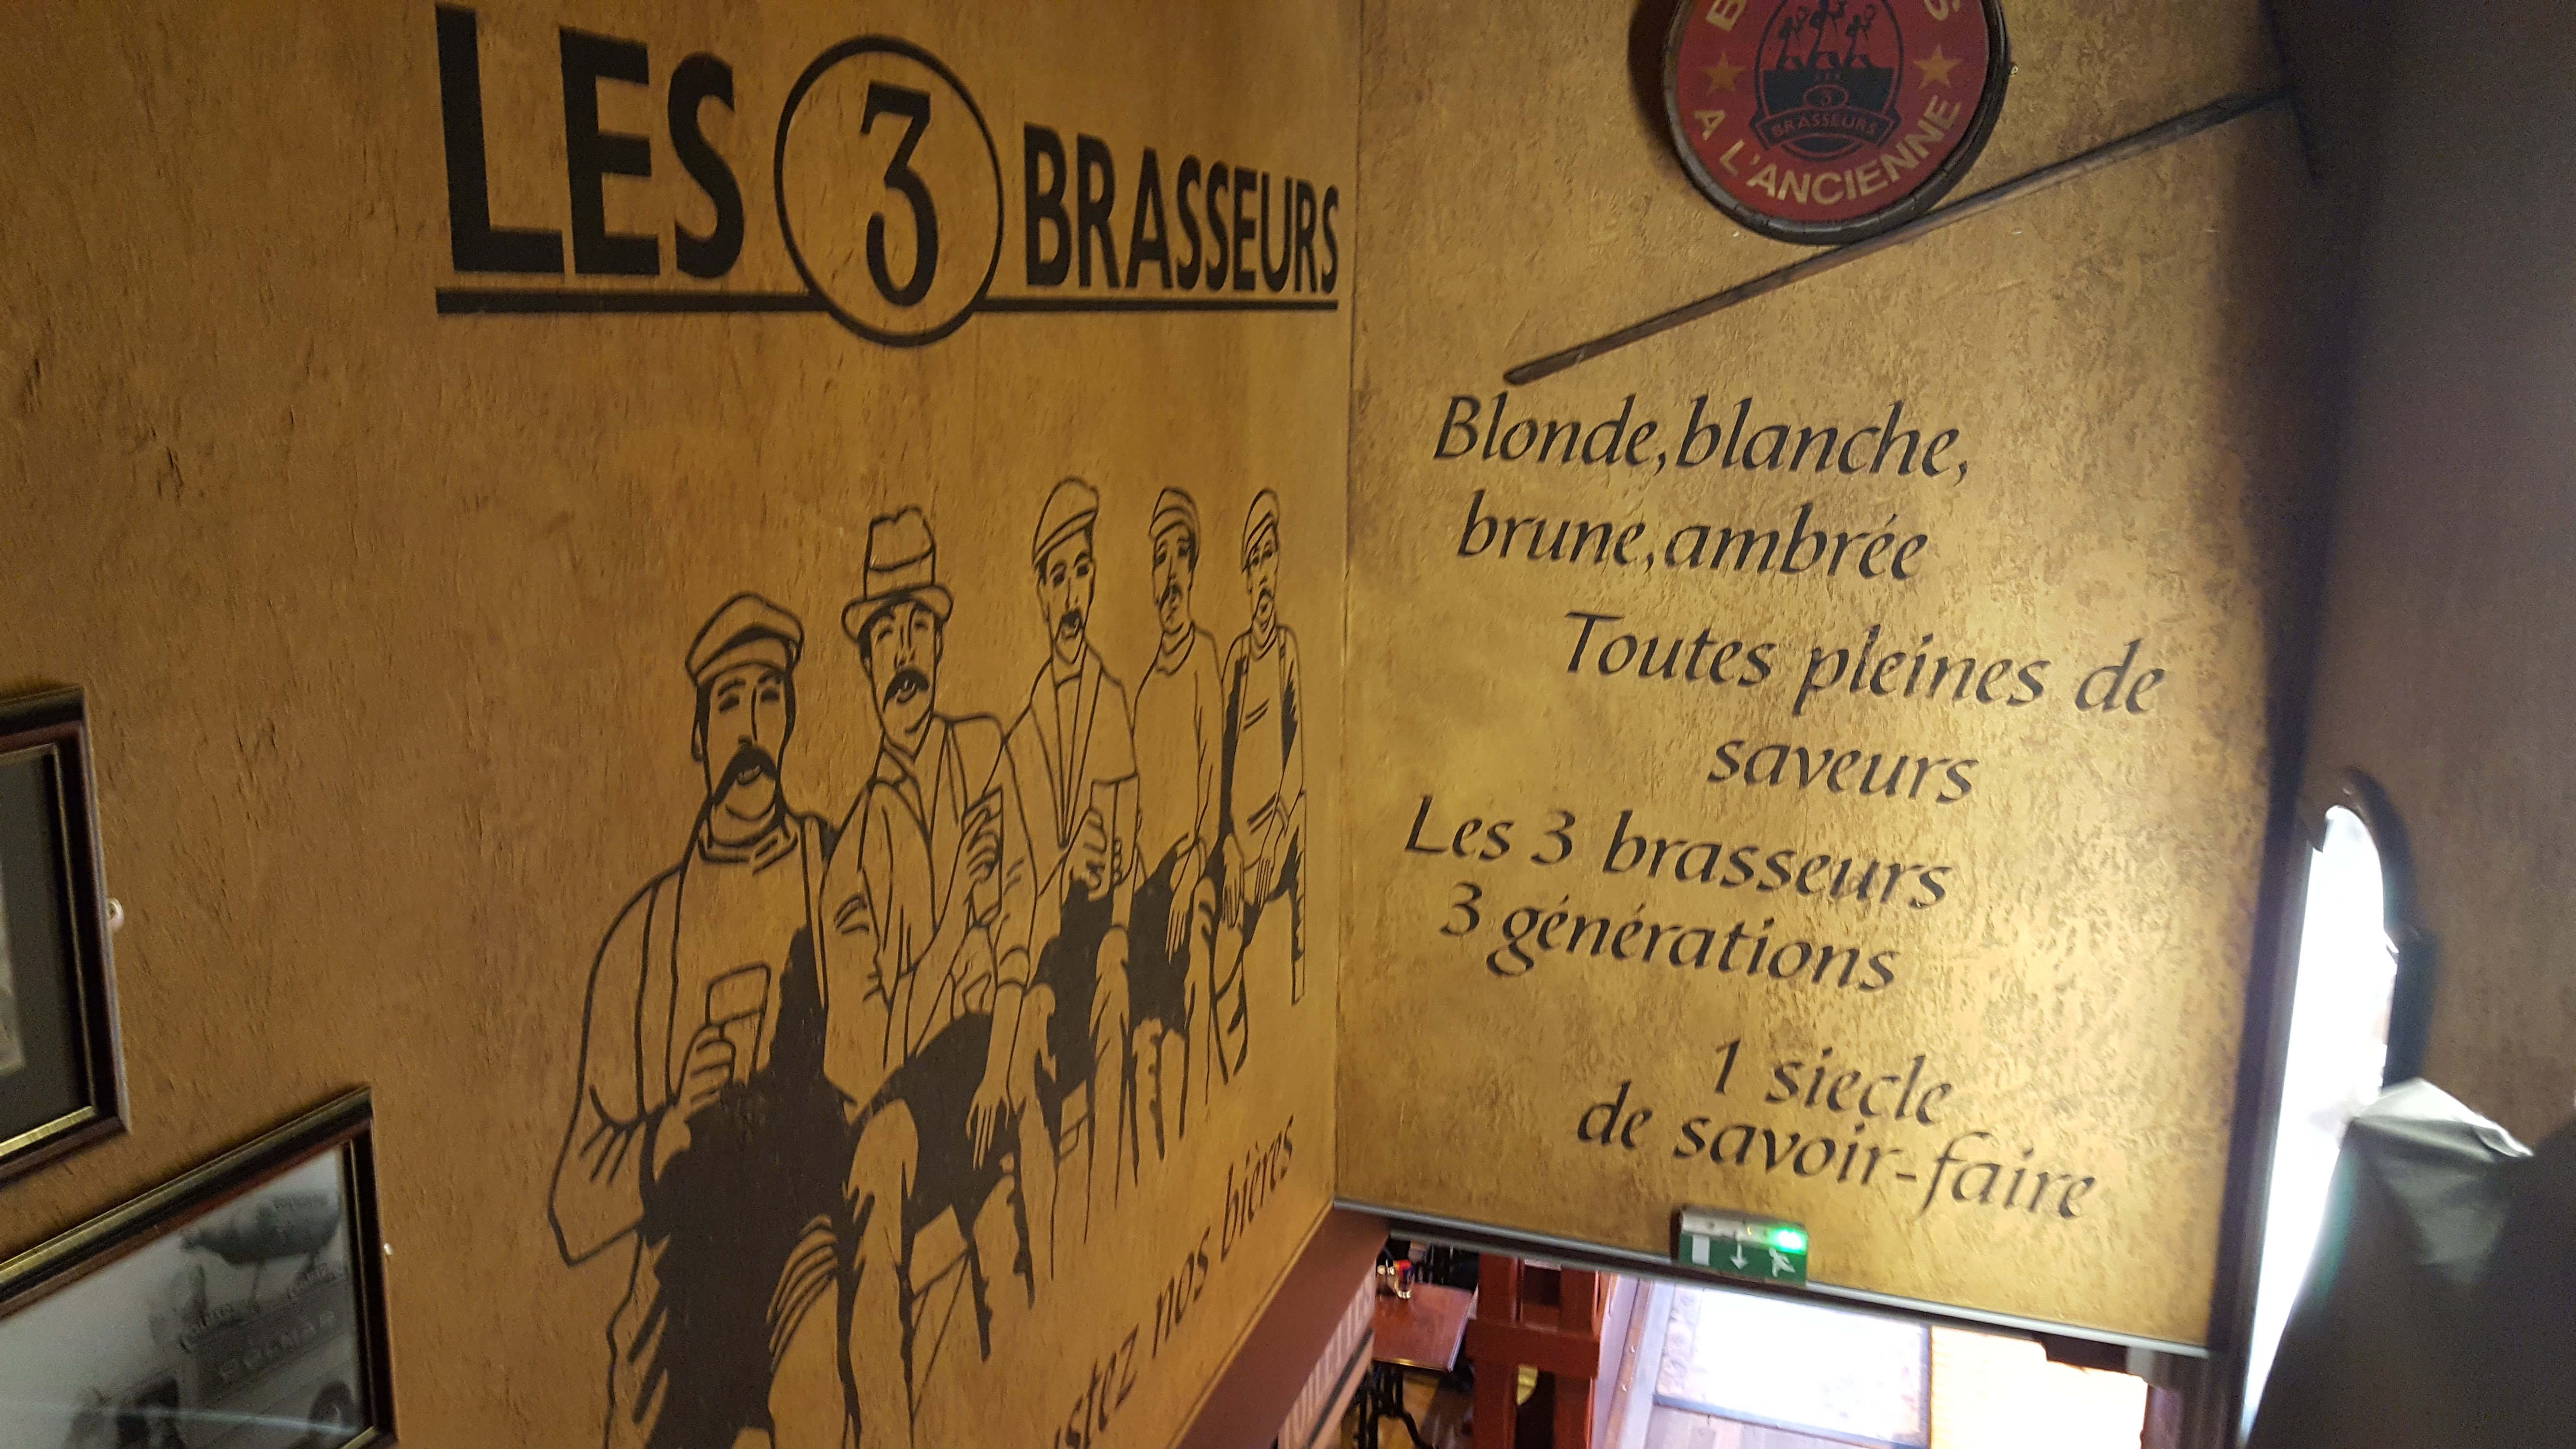 LES 3 BRASSEURS
A L'ANCIENNE
3
BRASSEURS
Blonde, blanche,
brune, ambrée
Toutes pleines de
saveurs
Les 3 brasseurs
3 générations
1 siecle
de savoir-faire
nos bières